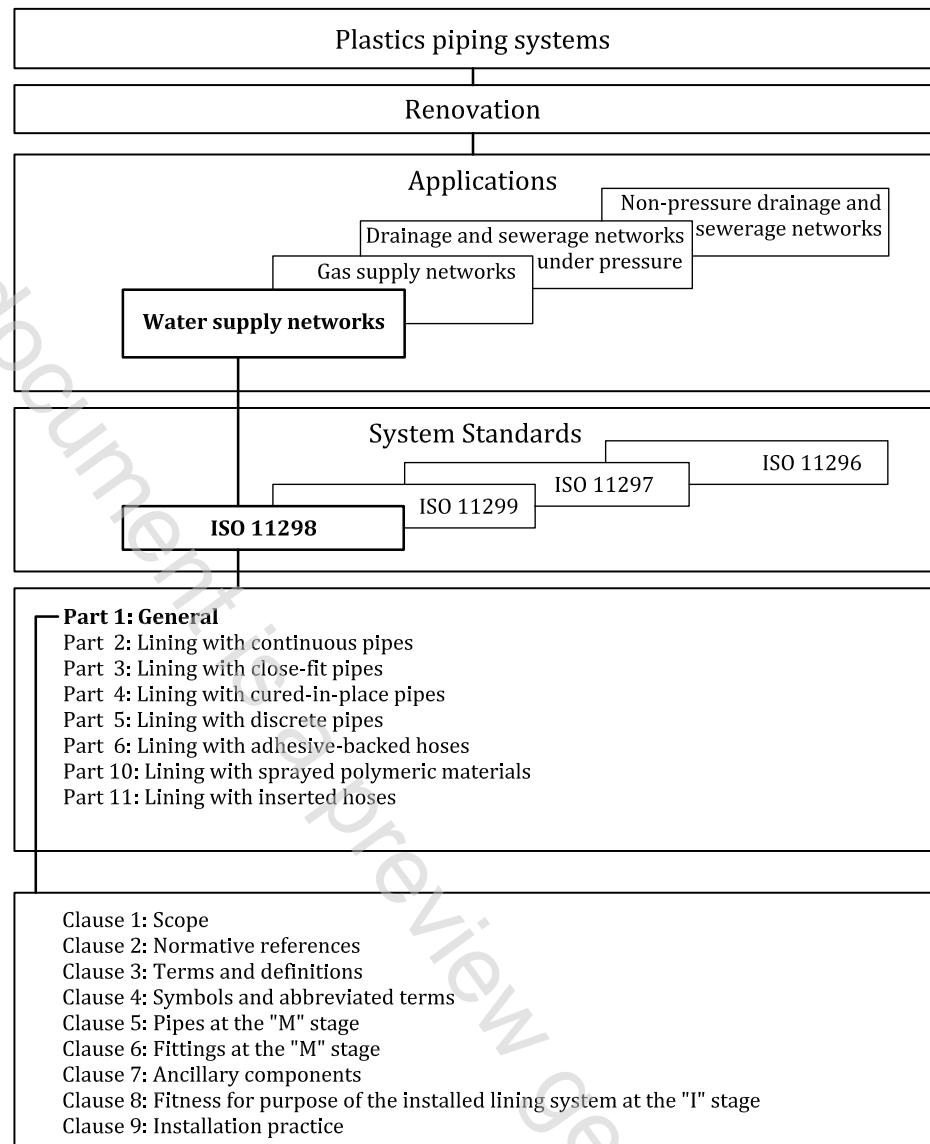 Plastics piping systems
Renovation
Applications
Non-pressure drainage and
sewerage networks
Drainage and sewerage networks
under pressure
Gas supply networks
Water supply networks
System Standards
ISO 11296
ISO 11297
ISO 11299
ISO 11298
Part 1: General
Part 2: Lining with continuous pipes
Part 3: Lining with close-fit pipes
Part 4: Lining with cured-in-place pipes
Part 5: Lining with discrete pipes
Part 6: Lining with adhesive-backed hoses
Part 10: Lining with sprayed polymeric materials
Part 11: Lining with inserted hoses
Clause 1: Scope
Clause 2: Normative references
Clause 3: Terms and definitions
Clause 4: Symbols and abbreviated terms
Clause 5: Pipes at the "M" stage
Clause 6: Fittings at the "M" stage
Clause 7: Ancillary components
Clause 8: Fitness for purpose of the installed lining system at the "I" stage
Clause 9: Installation practice
document is a preview ge